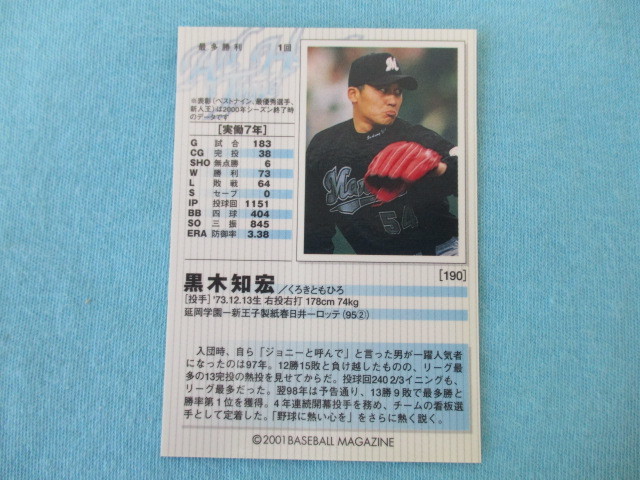 最多勝利 1回
※表彰(ベストナイン、最優秀選手、
新人王)は2000年シーズン終了時
のデータです
[実働7年]
G 試合 183
CG 完投 38
SHO 無点勝 6
W 勝利 73
L 敗戦 64
S セーブ 0
IP 投球回 1151
BB 四球 404
SO 三振 845
ERA 防御率 3.38
M
54
[190]
黒木知宏/くろきともひろ
[投手] '73.12.13生 右投右打 178cm 74kg
延岡学園ー新王子製紙春日井ーロッテ(95②)
入団時、自ら「ジョニーと呼んで」と言った男が一躍人気者
になったのは97年。12勝15敗と負け越したものの、リーグ最
多の13完投の熱投を見せてからだ。投球回240 2/3イニングも、
リーグ最多だった。翌98年は予告通り、13勝9敗で最多勝と
勝率第1位を獲得。4年連続開幕投手を務め、チームの看板選
手として定着した。「野球に熱い心を」をさらに熱く説く。
©2001 BASEBALL MAGAZINE